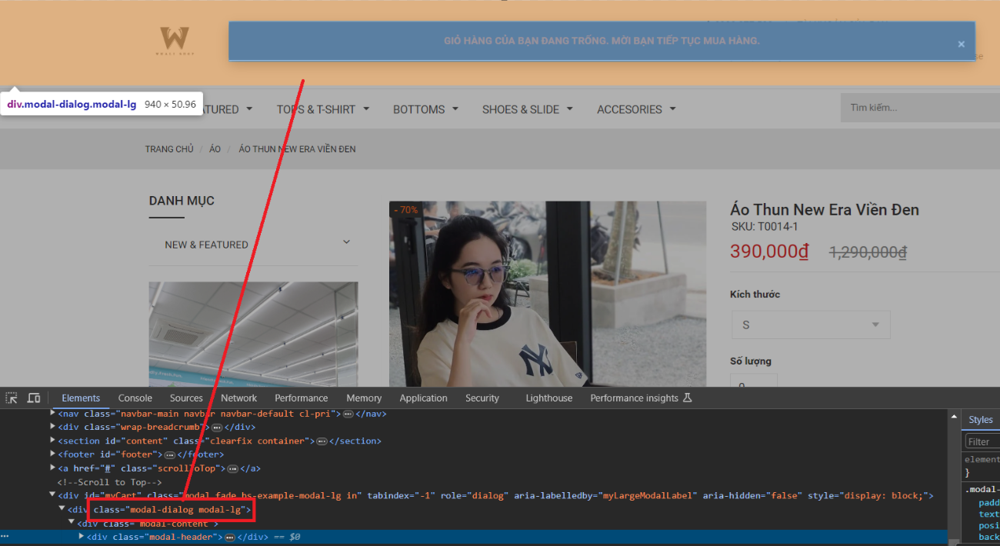 GIỎ HÀNG CỦA BẠN ĐANG TRỐNG. MỜI BẠN TIẾP TỤC MUA HÀNG.
×
W
div.modal-dialog.modal-lg 940 × 50.96
TOPS & T-SHIRT
BOTTOMS
SHOES & SLIDE
ACCESORIES
Tìm kiếm...
TRANG CHỦ / ÁO / ÁO THUN NEW ERA VIỀN ĐEN
DANH MỤC
NEW & FEATURED
- 70%
NY
Áo Thun New Era Viền Đen
SKU: T0014-1
390,000₫ 1,290,000₫
Kích thước
S
Số lượng
Elements Console Sources Network Performance Memory Application Security Lighthouse Performance insights
<nav class="navbar-main navbar navbar-default cl-pri">…</nav>
<div class="wrap-breadcrumb">…</div>
<section id="content" class="clearfix container">…</section>
<footer id="footer">…</footer>
<a href="#" class="scrollToTop">…</a>
<!--Scroll to Top-->
<div id="myCart" class="modal fade bs-example-modal-lg in" tabindex="-1" role="dialog" aria-labelledby="myLargeModalLabel" aria-hidden="false" style="display: block;">
<div class="modal-dialog modal-lg">
<div class="modal-content">
<div class="modal-header">…</div> == $0
Styles
Filter
element
}
.modal-
padd
text
posi
back